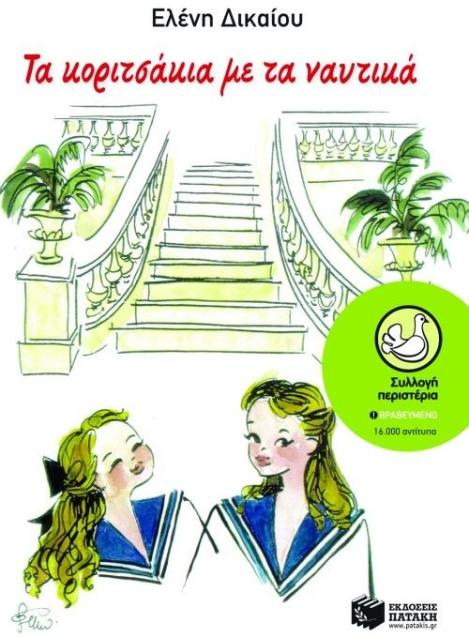 Ελένη Δικαίου
Τα κοριτσάκια με τα ναυτικά
Συλλογή
περιστέρια
ΒΡΑΒΕΥΜΕΝΟ
16.000 αντίτυπα
ΕΚΔΟΣΕΙΣ
ΠΑΤΑΚΗ
www.patakis.gr